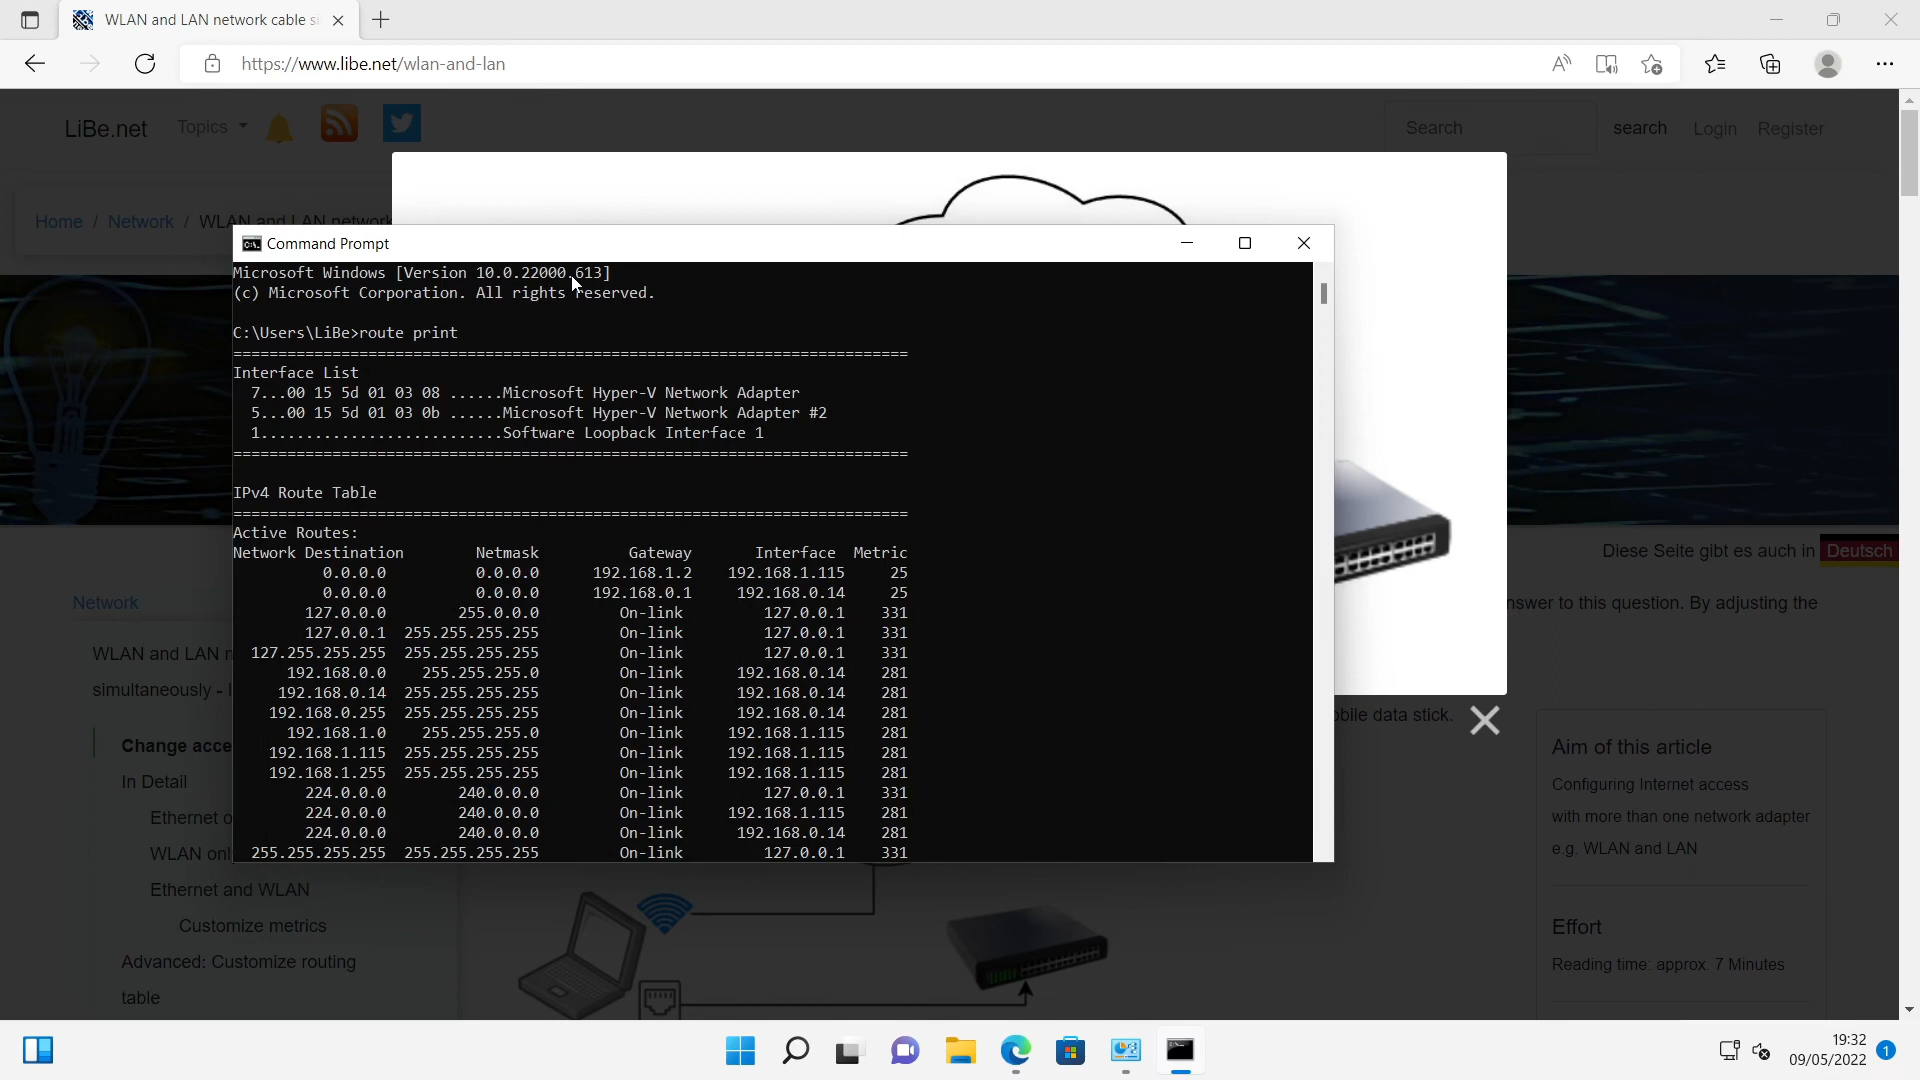 WLAN and LAN network cable
https://www.libe.net/wlan-and-lan
LiBe.net
Topics
Search
search
Login
Register
Home / Network / WLAN and LAN network
Command Prompt
Microsoft Windows [Version 10.0.22000.613]
(c) Microsoft Corporation. All rights reserved.
C:\Users\LiBe>route print
===========================================================================
Interface List
7...00 15 5d 01 03 08 ......Microsoft Hyper-V Network Adapter
5...00 15 5d 01 03 0b ......Microsoft Hyper-V Network Adapter #2
1...........................Software Loopback Interface 1
===========================================================================
IPv4 Route Table
===========================================================================
Active Routes:
Network Destination        Netmask          Gateway       Interface  Metric
0.0.0.0          0.0.0.0      192.168.1.2    192.168.1.115     25
0.0.0.0          0.0.0.0      192.168.0.1     192.168.0.14     25
127.0.0.0        255.0.0.0         On-link         127.0.0.1    331
127.0.0.1  255.255.255.255         On-link         127.0.0.1    331
127.255.255.255  255.255.255.255         On-link         127.0.0.1    331
192.168.0.0    255.255.255.0         On-link      192.168.0.14    281
192.168.0.14  255.255.255.255         On-link      192.168.0.14    281
192.168.0.255  255.255.255.255         On-link      192.168.0.14    281
192.168.1.0    255.255.255.0         On-link     192.168.1.115    281
192.168.1.115  255.255.255.255         On-link     192.168.1.115    281
192.168.1.255  255.255.255.255         On-link     192.168.1.115    281
224.0.0.0        240.0.0.0         On-link         127.0.0.1    331
224.0.0.0        240.0.0.0         On-link     192.168.1.115    281
224.0.0.0        240.0.0.0         On-link      192.168.0.14    281
255.255.255.255  255.255.255.255         On-link         127.0.0.1    331
Diese Seite gibt es auch in Deutsch
to this question. By adjusting the
data stick.
Network
WLAN and LAN
simultaneously -
Change
In Detail
Ethernet
WLAN
Ethernet and WLAN
Customize metrics
Advanced: Customize routing
table
Aim of this article
Configuring Internet access
with more than one network adapter
e.g. WLAN and LAN
Effort
Reading time: approx. 7 Minutes
19:32
09/05/2022
1